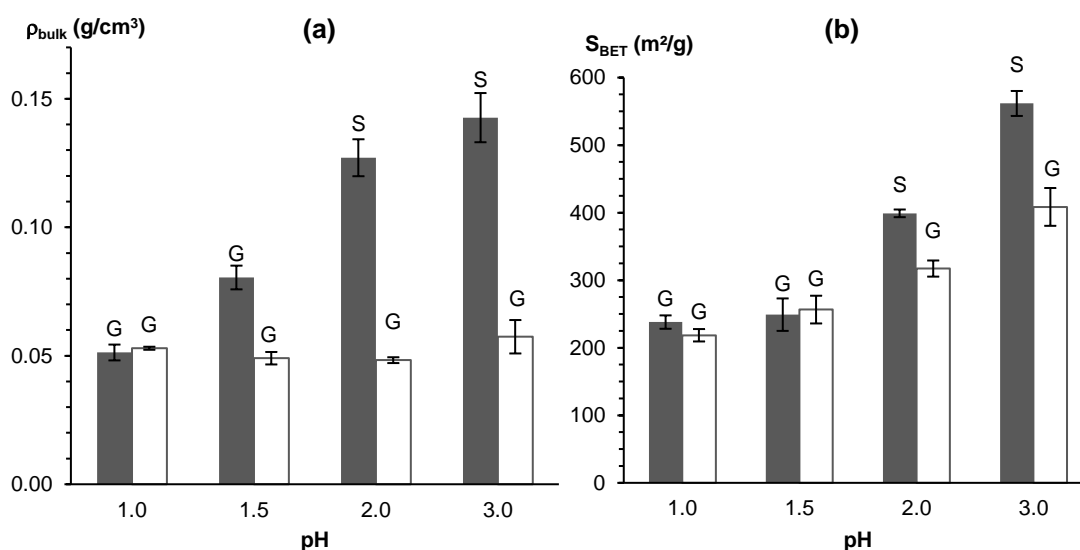 ρbulk (g/cm³) (a)
0.15
0.10
0.05
0.00
G G
G G
S G
S G
1.0 1.5 2.0 3.0
pH
SBET (m²/g) (b)
600
500
400
300
200
100
0
G G
G G
S G
S G
1.0 1.5 2.0 3.0
pH